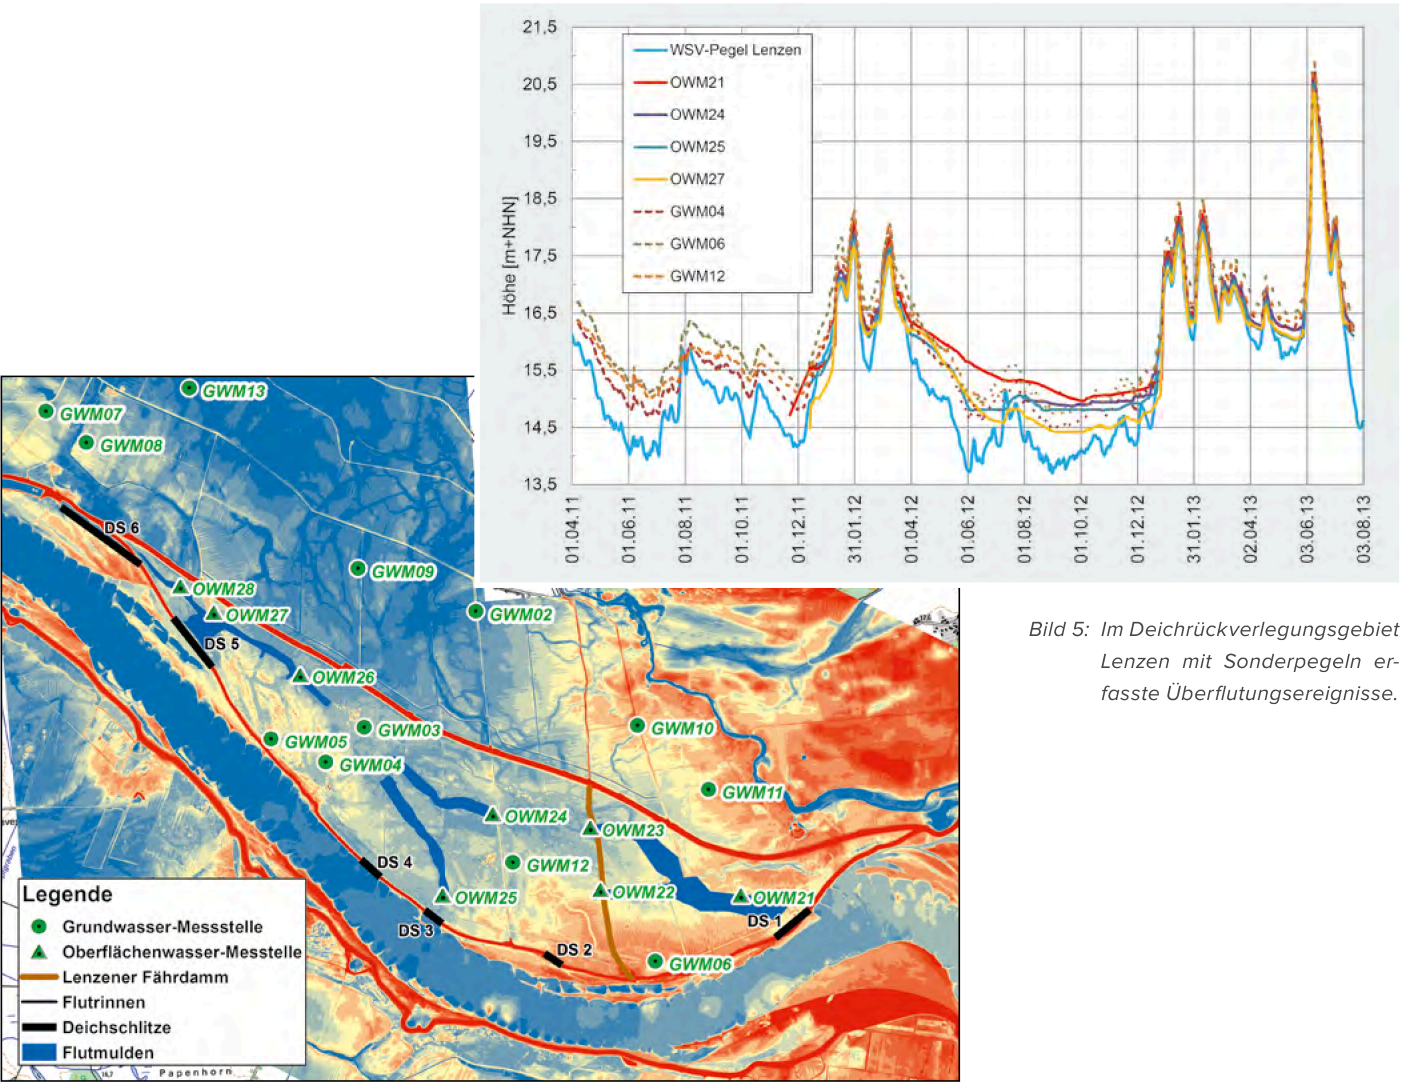 21,5
20,5
19,5
18,5
17,5
16,5
15,5
14,5
13,5
Höhe [m+NHN]
WSV-Pegel Lenzen
OWM21
OWM24
OWM25
OWM27
GWM04
GWM06
GWM12
01.04.11
01.06.11
01.08.11
01.10.11
01.12.11
31.01.12
01.04.12
01.06.12
01.08.12
01.10.12
01.12.12
31.01.13
02.04.13
03.06.13
03.08.13
Bild 5: Im Deichrückverlegungsgebiet
Lenzen mit Sonderpegeln er-
fasste Überflutungsereignisse.
GWM13
GWM07
GWM08
DS 6
GWM09
OWM28
OWM27
GWM02
DS 5
OWM26
GWM03
GWM10
GWM05
GWM04
GWM11
OWM24
OWM23
DS 4
GWM12
OWM25
OWM22
OWM21
DS 1
DS 3
DS 2
GWM06
Legende
Grundwasser-Messstelle
Oberflächenwasser-Messtelle
Lenzener Fährdamm
Flutrinnen
Deichschlitze
Flutmulden
Papenhorn